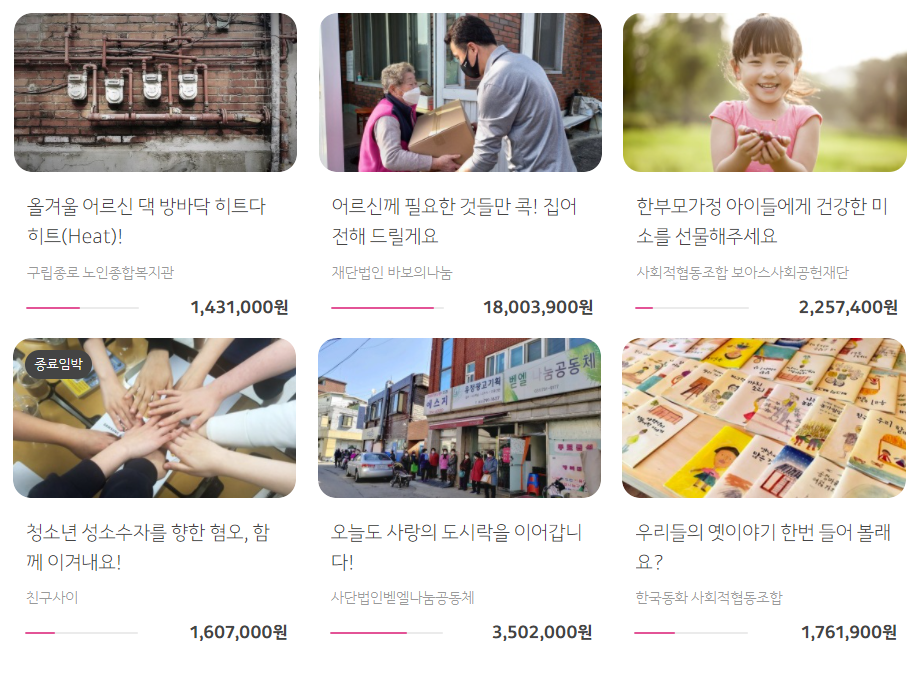 올겨울 어르신 댁 방바닥 히트다
히트(Heat)!
구립종로 노인종합복지관
1,431,000원
어르신께 필요한 것들만 콕! 집어
전해 드릴게요
재단법인 바보의나눔
18,003,900원
한부모가정 아이들에게 건강한 미
소를 선물해주세요
사회적협동조합 보아스사회공헌재단
2,257,400원
종료임박
청소년 성소수자를 향한 혐오, 함
께 이겨내요!
친구사이
1,607,000원
벧엘 나눔공동체
오늘도 사랑의 도시락을 이어갑니
다!
사단법인벧엘나눔공동체
3,502,000원
우리들의 옛이야기 한번 들어 볼래
요?
한국동화 사회적협동조합
1,761,900원